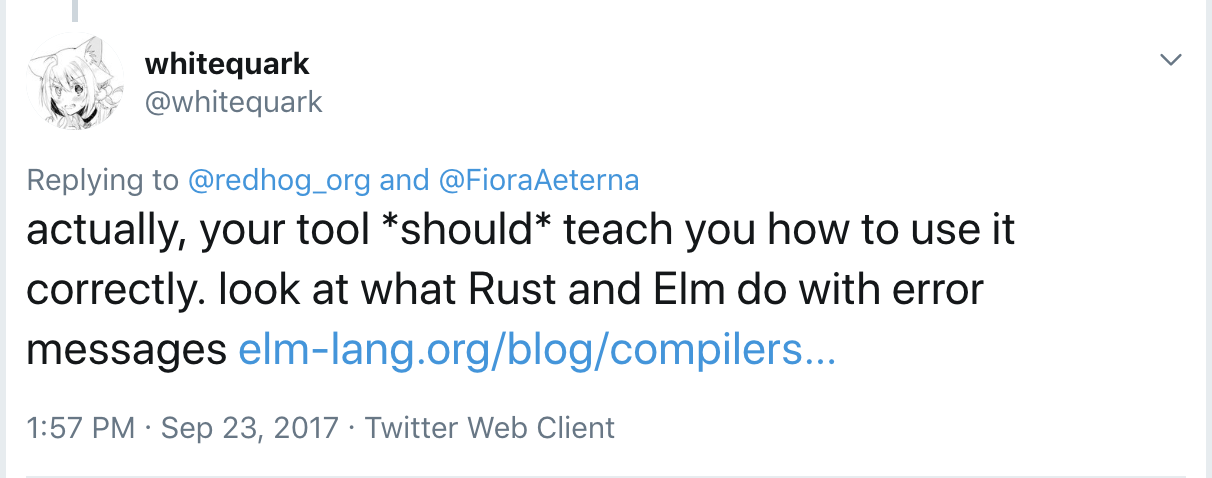 whitequark
@whitequark
Replying to @redhog_org and @FioraAeterna
actually, your tool *should* teach you how to use it
correctly. look at what Rust and Elm do with error
messages elm-lang.org/blog/compilers...
1:57 PM · Sep 23, 2017 · Twitter Web Client